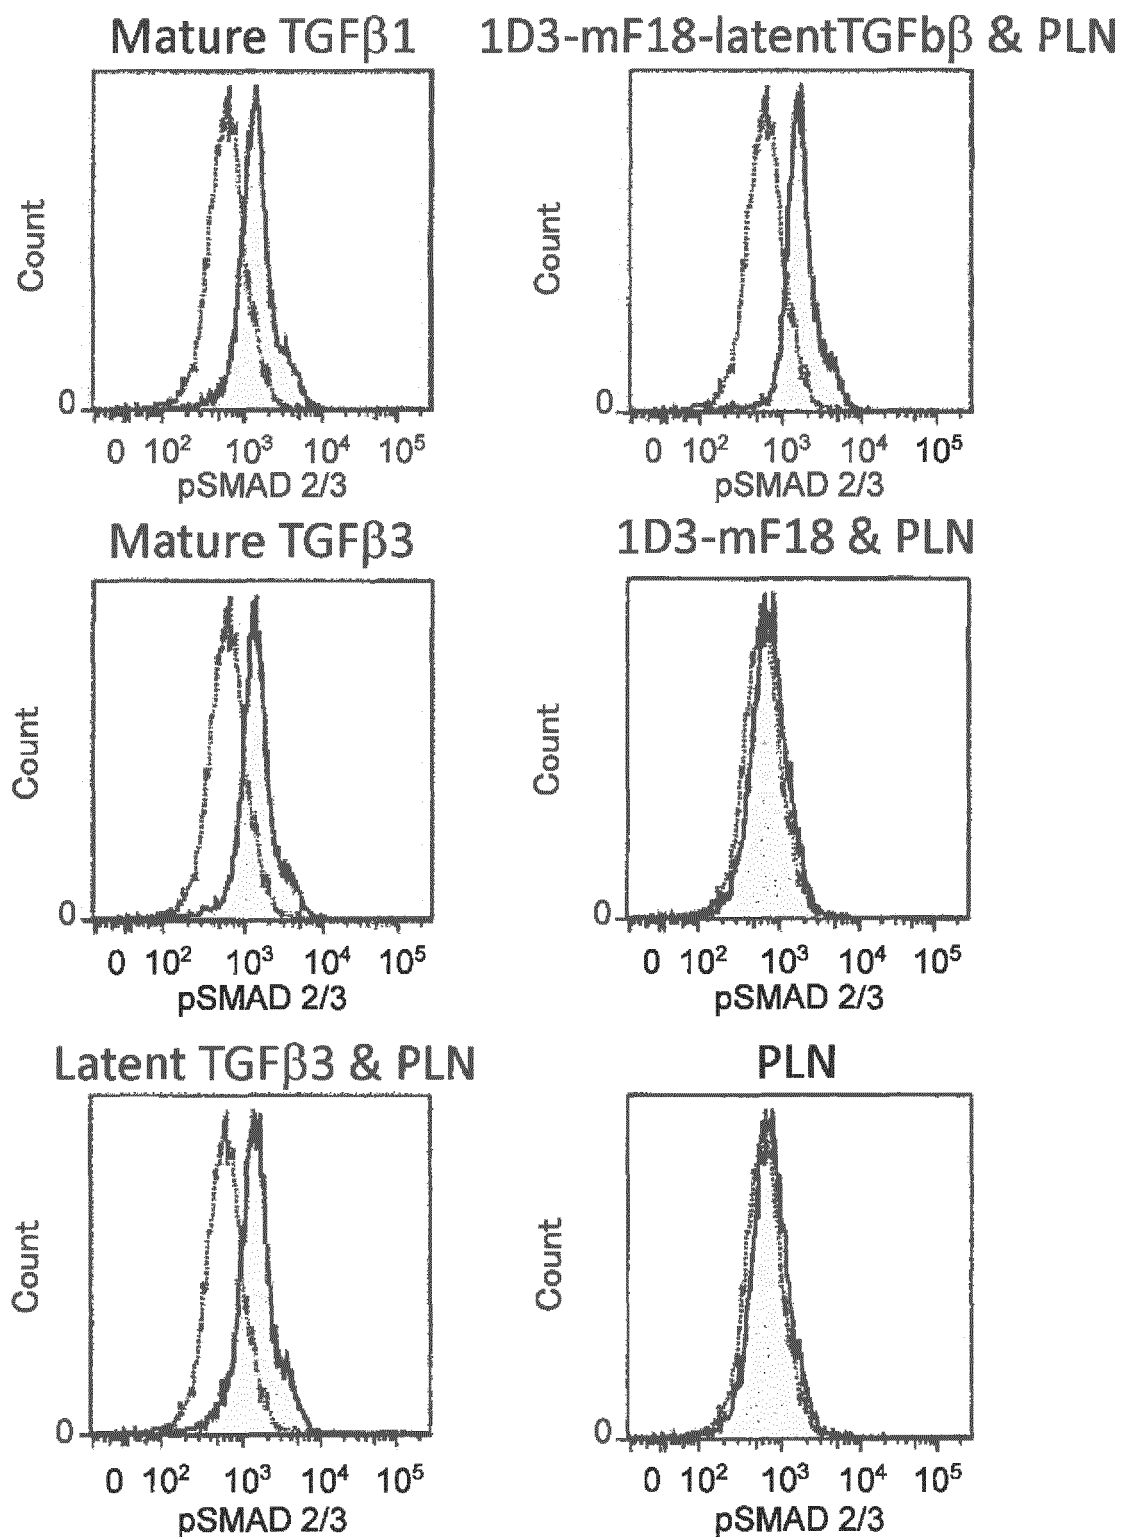 Mature TGFβ1
Count
0
0 10² 10³ 10⁴ 10⁵
pSMAD 2/3
1D3-mF18-latentTGFbβ & PLN
Count
0
0 10² 10³ 10⁴ 10⁵
pSMAD 2/3
Mature TGFβ3
Count
0
0 10² 10³ 10⁴ 10⁵
pSMAD 2/3
1D3-mF18 & PLN
Count
0
0 10² 10³ 10⁴ 10⁵
pSMAD 2/3
Latent TGFβ3 & PLN
Count
0
0 10² 10³ 10⁴ 10⁵
pSMAD 2/3
PLN
Count
0
0 10² 10³ 10⁴ 10⁵
pSMAD 2/3